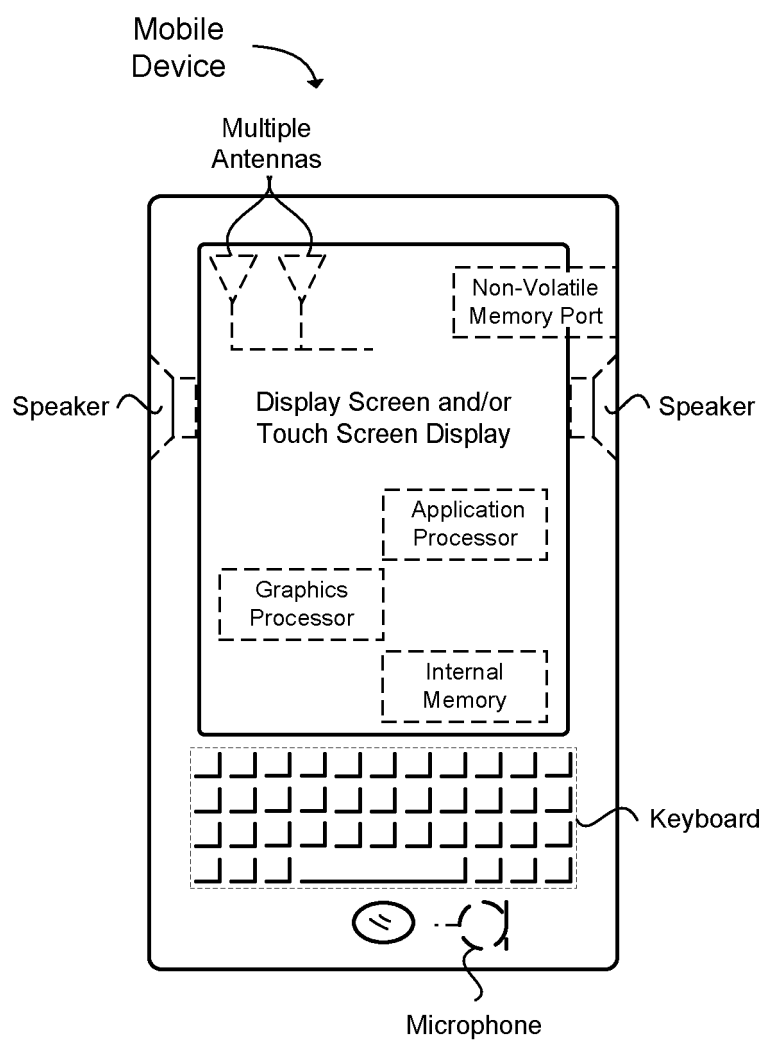 Mobile
Device
Multiple
Antennas
Non-Volatile
Memory Port
Speaker
Display Screen and/or
Touch Screen Display
Speaker
Application
Processor
Graphics
Processor
Internal
Memory
Keyboard
Microphone